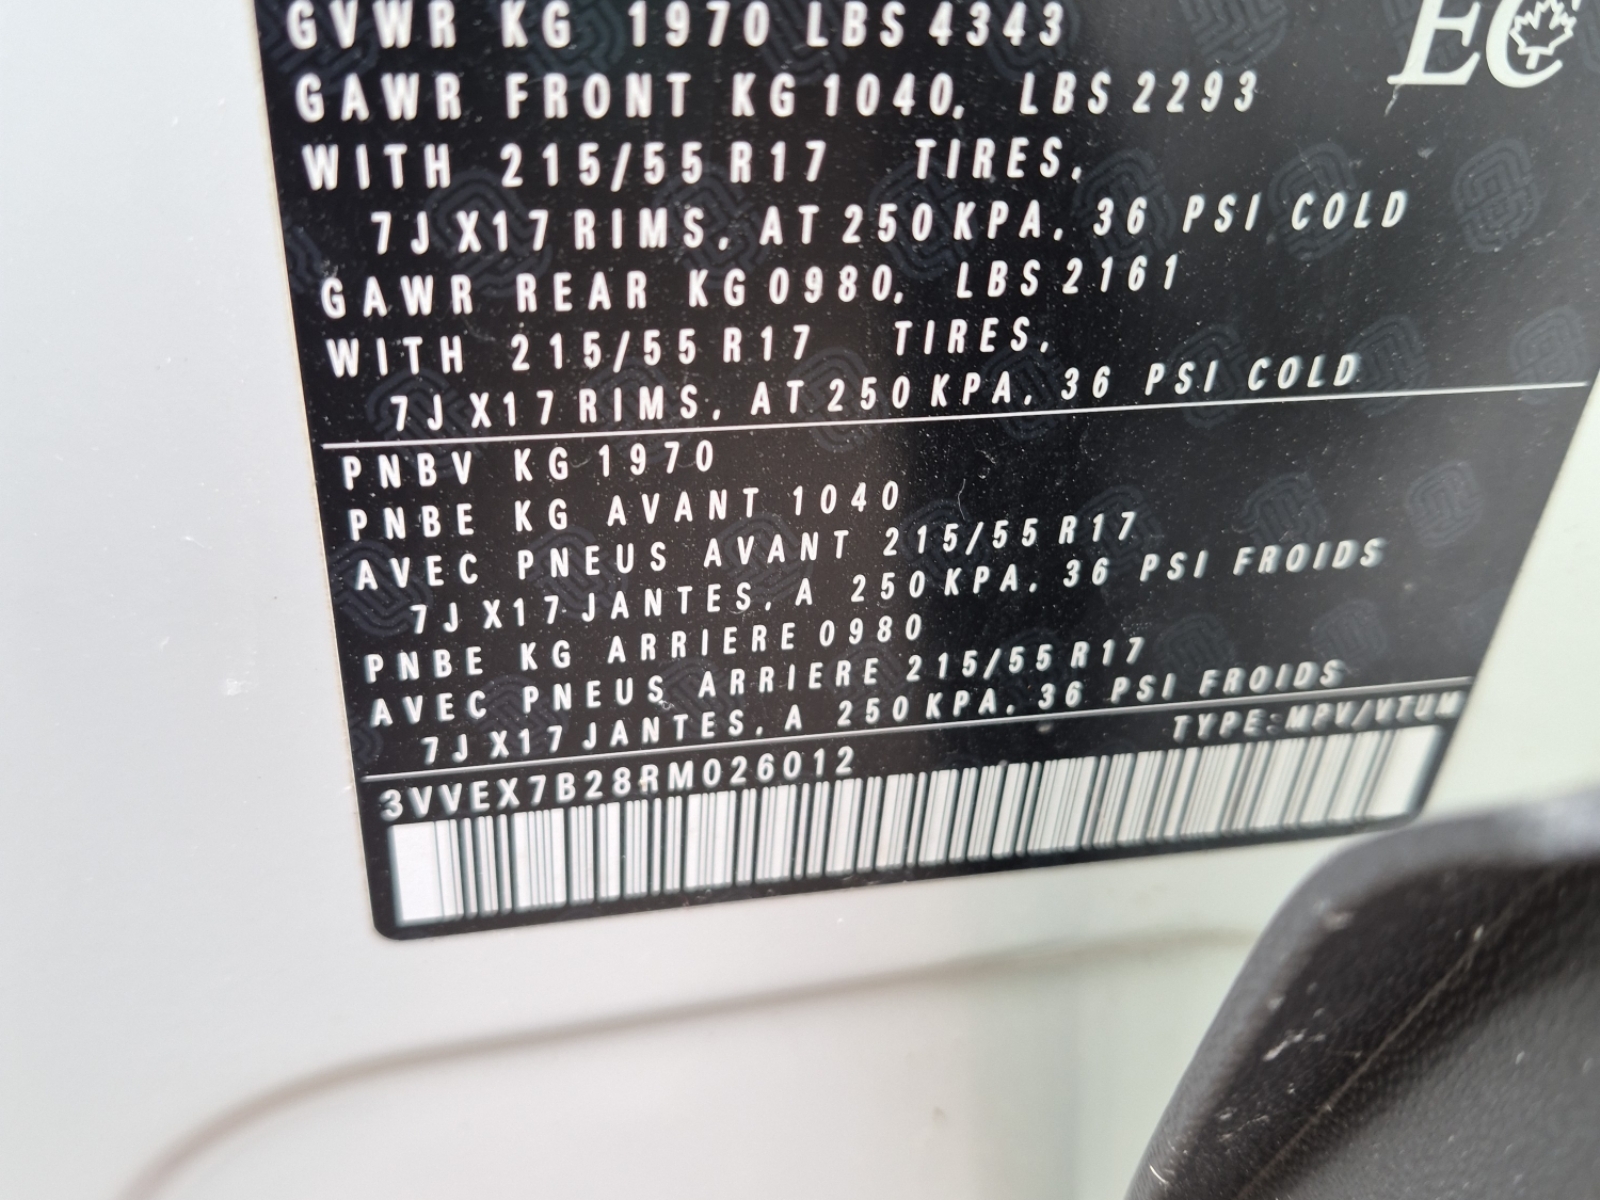 GVWR KG 1970 LBS 4343
EC
GAWR FRONT KG 1040, LBS 2293
WITH 215/55 R17 TIRES,
7J X17 RIMS, AT 250 KPA, 36 PSI COLD
GAWR REAR KG 0980, LBS 2161
WITH 215/55 R17 TIRES,
7J X17 RIMS, AT 250 KPA, 36 PSI COLD
PNBV KG 1970
PNBE KG AVANT 1040
AVEC PNEUS AVANT 215/55 R17
7J X17 JANTES, A 250 KPA, 36 PSI FROIDS
PNBE KG ARRIERE 0980
AVEC PNEUS ARRIERE 215/55 R17
7J X17 JANTES, A 250 KPA, 36 PSI FROIDS
TYPE:MPV/VTUM
3VVEX7B28RM026012